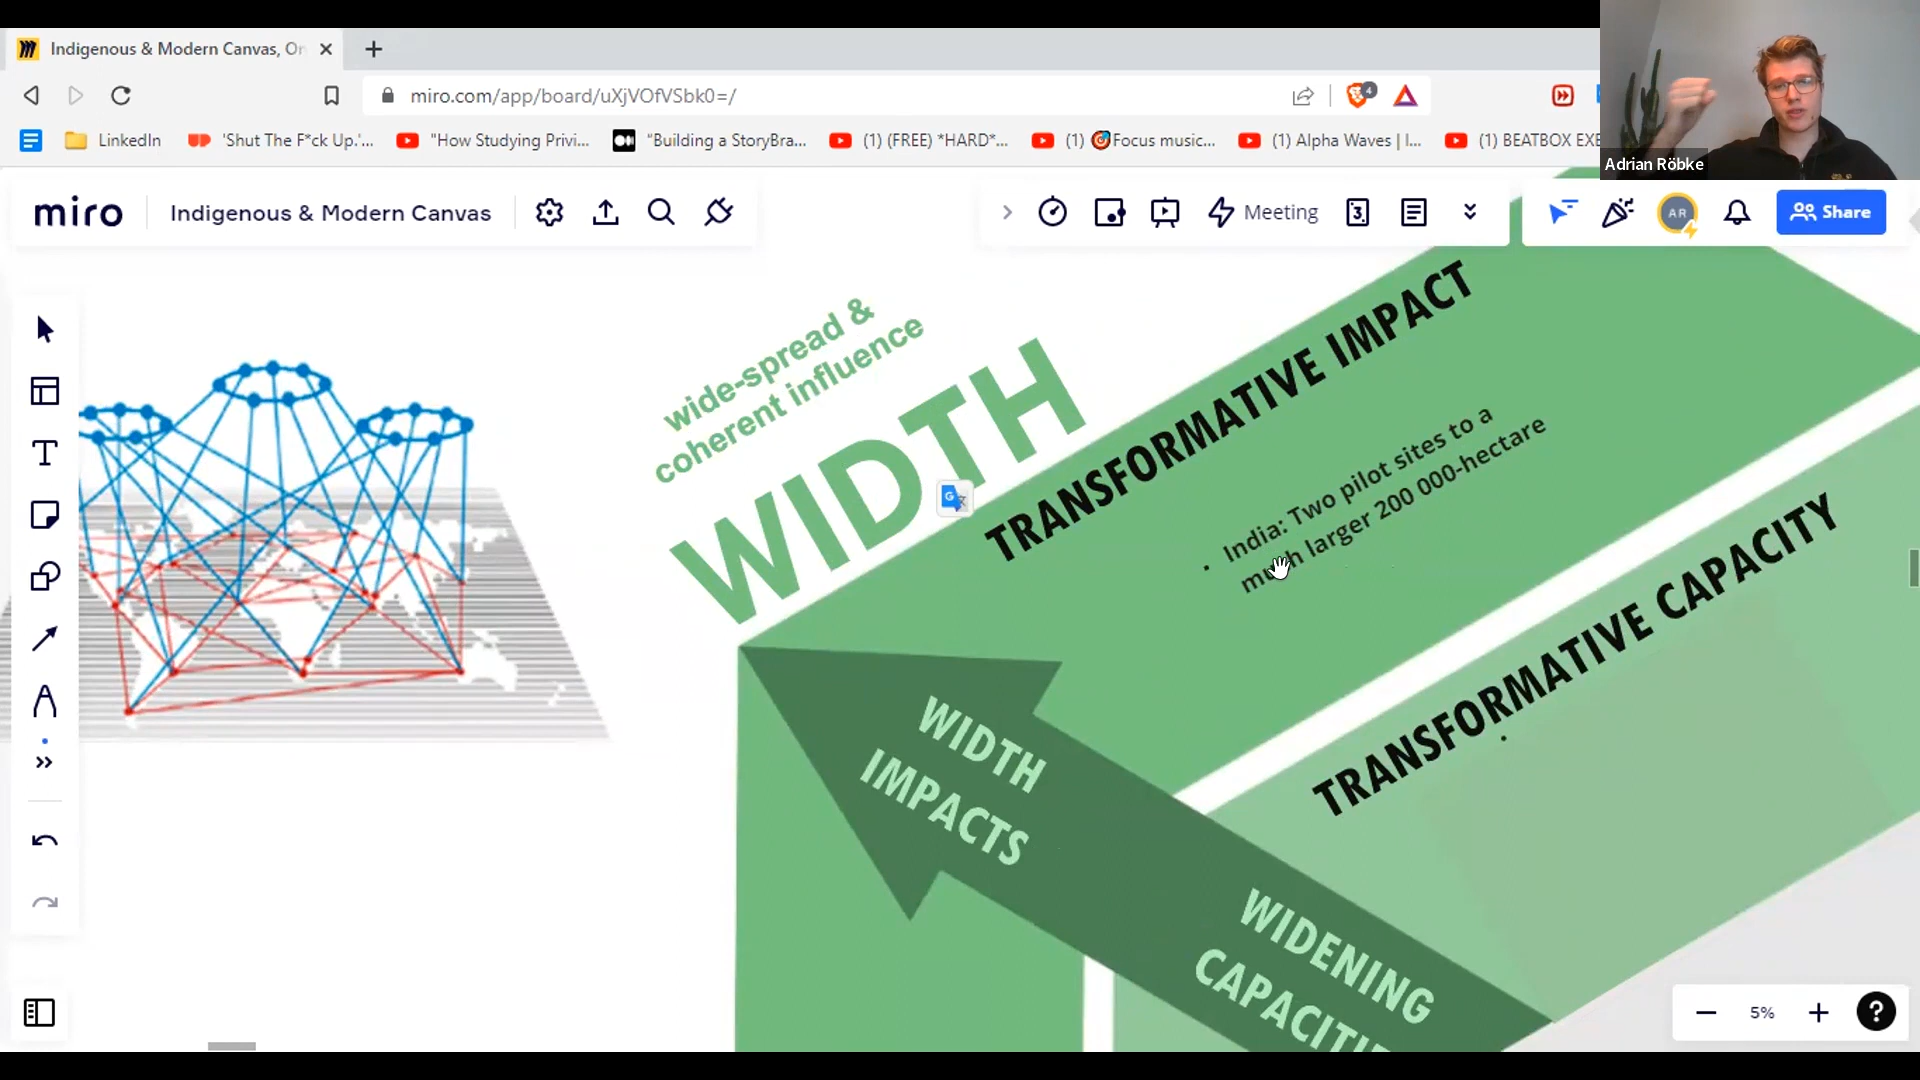 Indigenous & Modern Canvas, On
miro.com/app/board/uXjVOfVSbk0=/
4
LinkedIn
'Shut The F*ck Up.'...
"How Studying Privi...
"Building a StoryBra...
(1) (FREE) *HARD*...
(1) Focus music...
(1) Alpha Waves | I...
(1) BEATBOX EXE
Adrian Röbke
miro
Indigenous & Modern Canvas
Meeting
AR
Share
wide-spread &
coherent influence
WIDTH
TRANSFORMATIVE IMPACT
• India: Two pilot sites to a
much larger 200 000-hectare
TRANSFORMATIVE CAPACITY
WIDTH
IMPACTS
WIDENING
5%